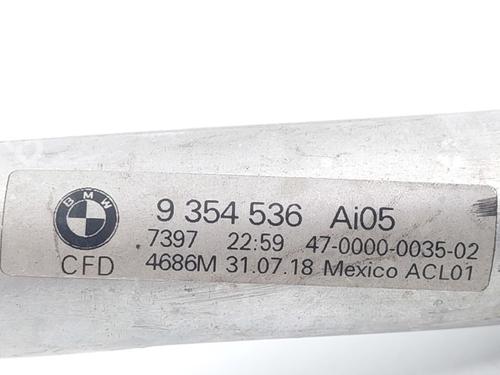 BMW
9 354 536 Ai05
7397 22:59 47-0000-0035-02
CFD 4686M 31.07.18 Mexico ACL01